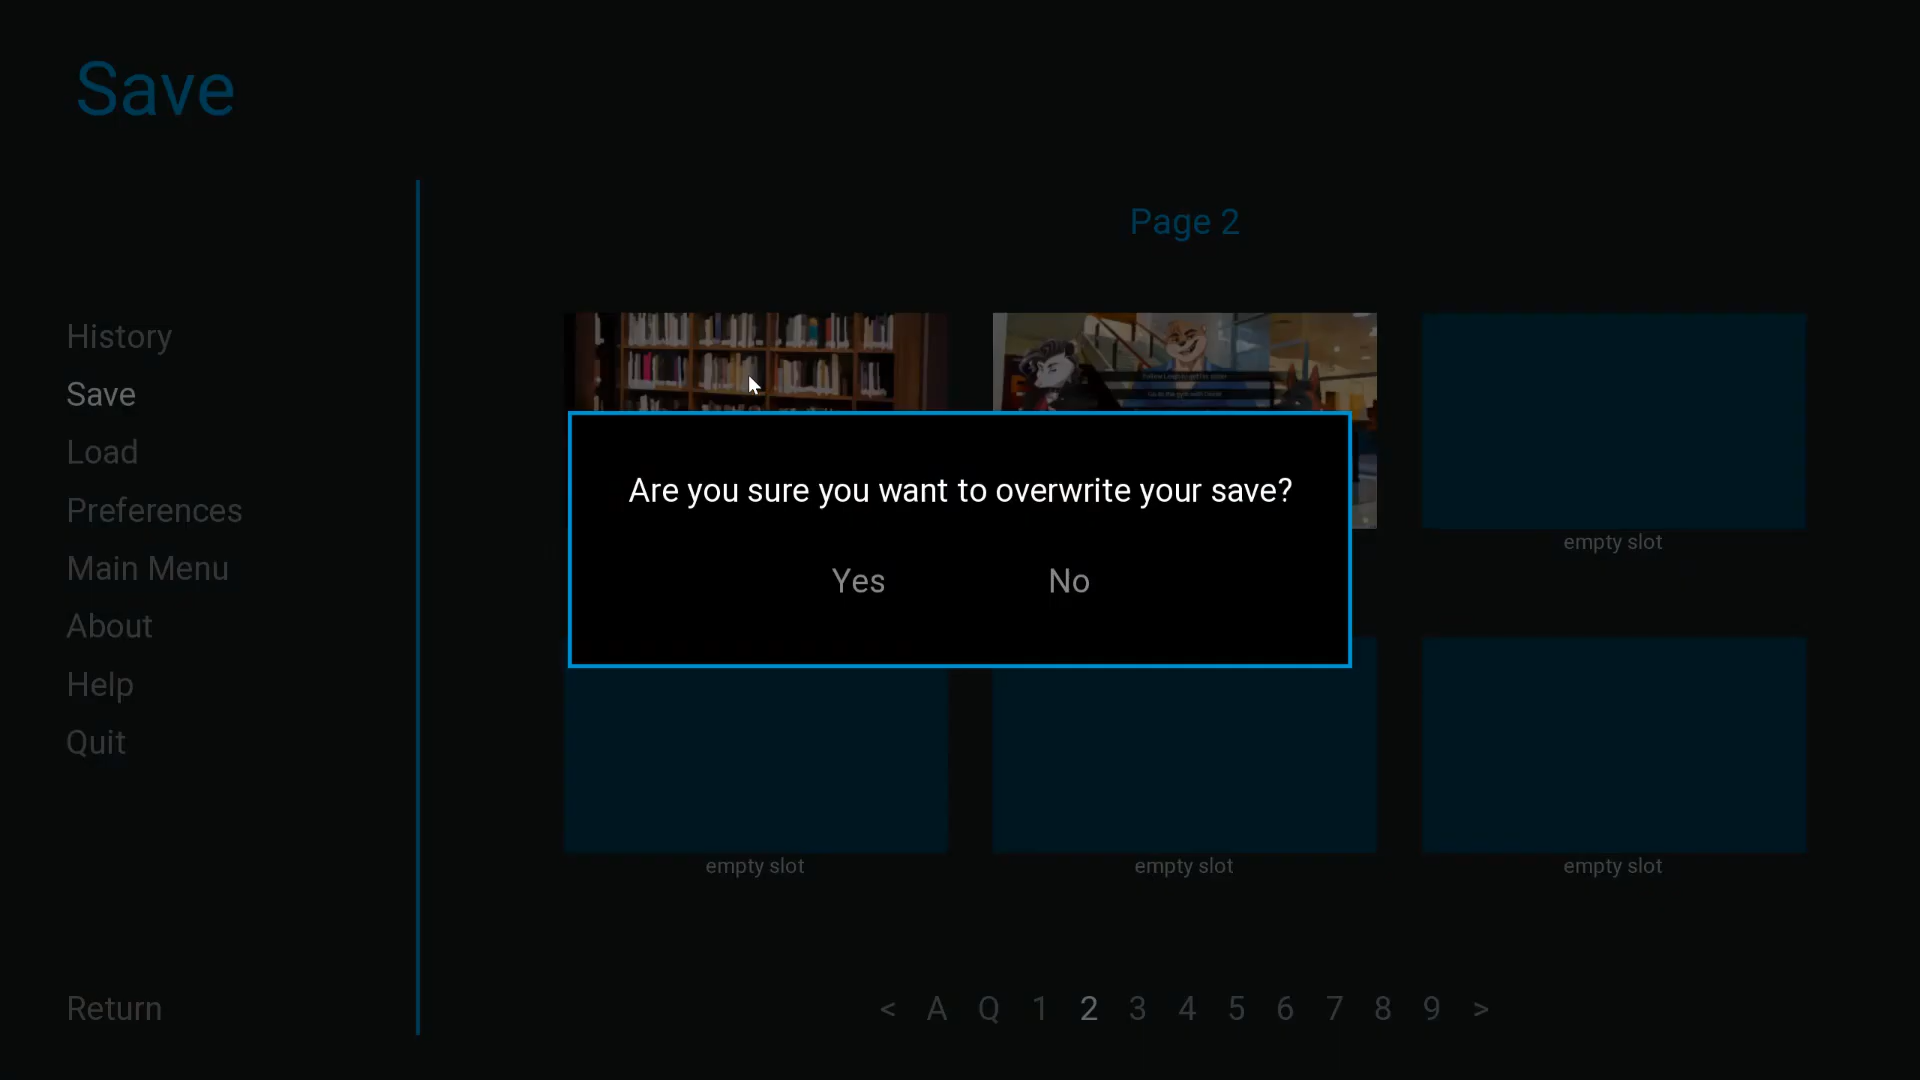 Save
Page 2
History
Save
Load
Preferences
Main Menu
About
Help
Quit
Return
Are you sure you want to overwrite your save?
Yes No
empty slot
empty slot empty slot empty slot
< A Q 1 2 3 4 5 6 7 8 9 >